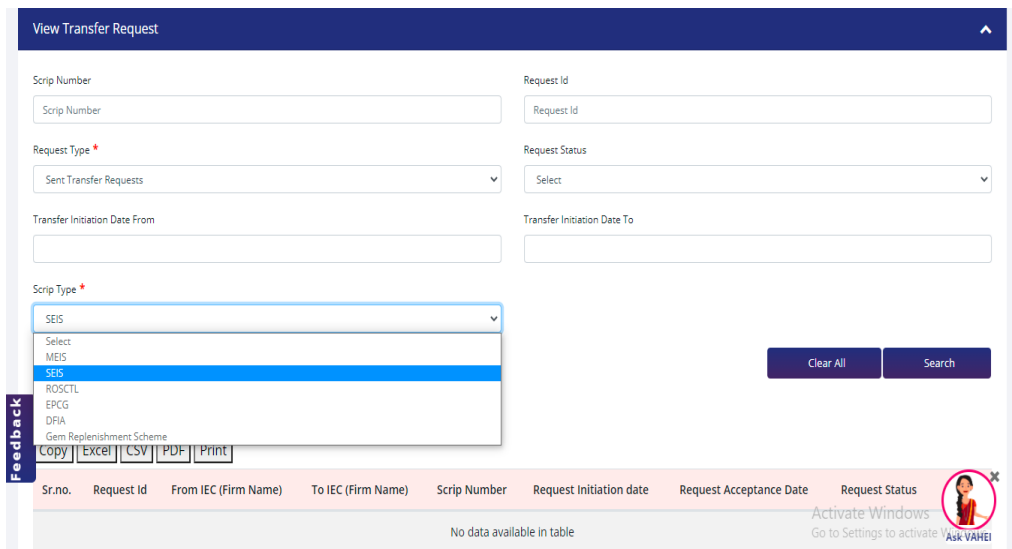 View Transfer Request
Scrip Number
Request Id
Scrip Number
Request Id
Request Type *
Request Status
Sent Transfer Requests
Select
Transfer Initiation Date From
Transfer Initiation Date To
Scrip Type *
SEIS
Select
MEIS
SEIS
ROSCTL
EPCG
DFIA
Gem Replenishment Scheme
Clear All
Search
Feedback
Copy Excel CSV PDF Print
Sr.no. Request Id From IEC (Firm Name) To IEC (Firm Name) Scrip Number Request Initiation date Request Acceptance Date Request Status
No data available in table
Activate Windows
Go to Settings to activate
Ask VAHEI